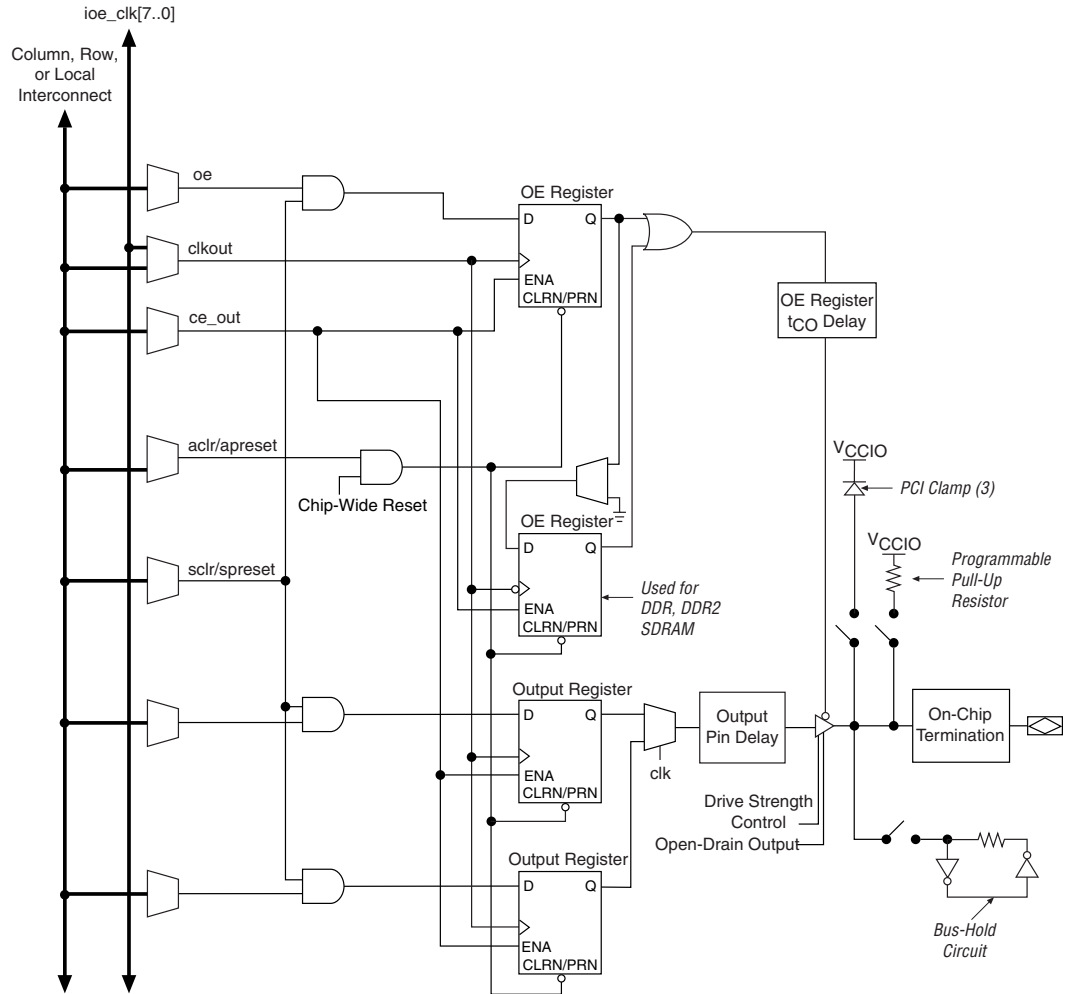 ioe_clk[7..0]
Column, Row,
or Local
Interconnect
oe
clkout
ce_out
aclr/apreset
Chip-Wide Reset
sclr/spreset
OE Register
D
Q
ENA
CLRN/PRN
OE Register
D
Q
ENA
CLRN/PRN
Used for
DDR, DDR2
SDRAM
Output Register
D
Q
ENA
CLRN/PRN
Output Register
D
Q
ENA
CLRN/PRN
clk
Output
Pin Delay
OE Register
tCO Delay
Drive Strength
Control
Open-Drain Output
VCCIO
PCI Clamp (3)
VCCIO
Programmable
Pull-Up
Resistor
On-Chip
Termination
Bus-Hold
Circuit